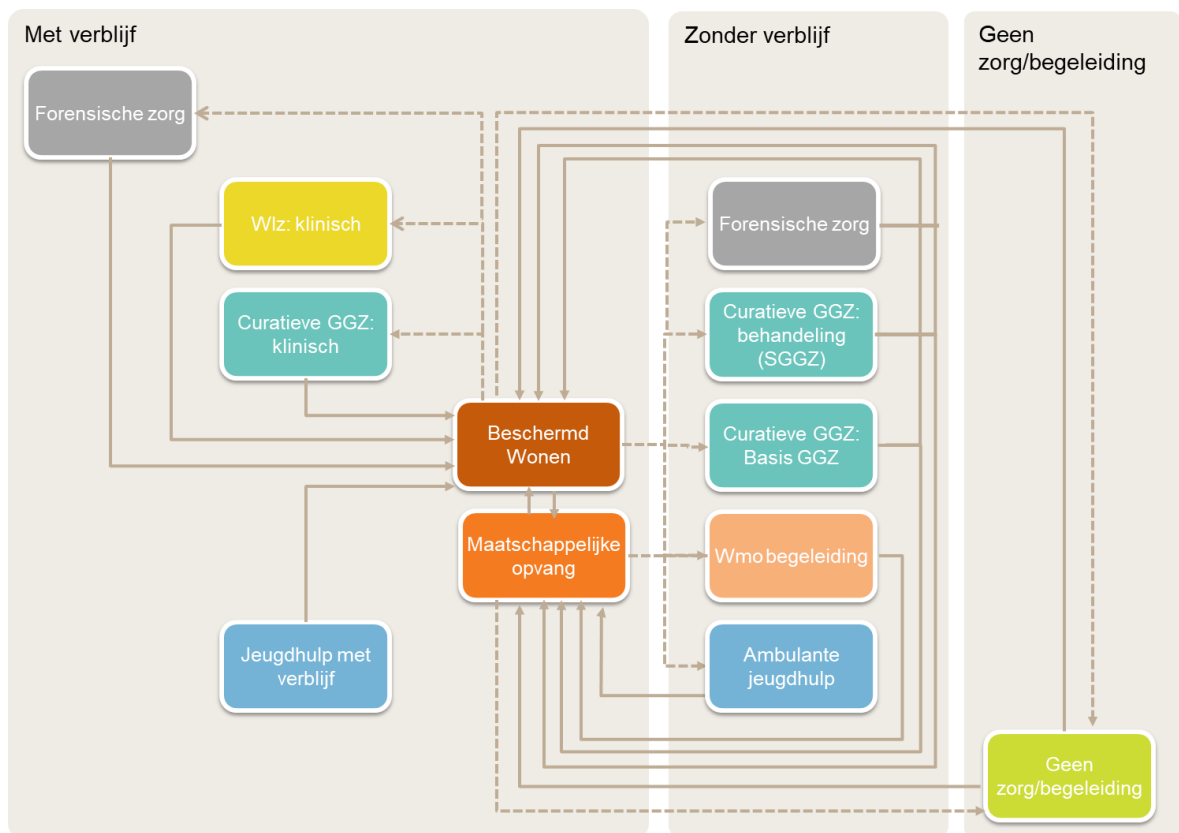 Met verblijf
Zonder verblijf
Geen
zorg/begeleiding
Forensische zorg
Wlz: klinisch
Forensische zorg
Curatieve GGZ:
klinisch
Curatieve GGZ:
behandeling
(SGGZ)
Beschermd
Wonen
Curatieve GGZ:
Basis GGZ
Maatschappelijke
opvang
Wmo begeleiding
Jeugdhulp met
verblijf
Ambulante
jeugdhulp
Geen
zorg/begeleiding